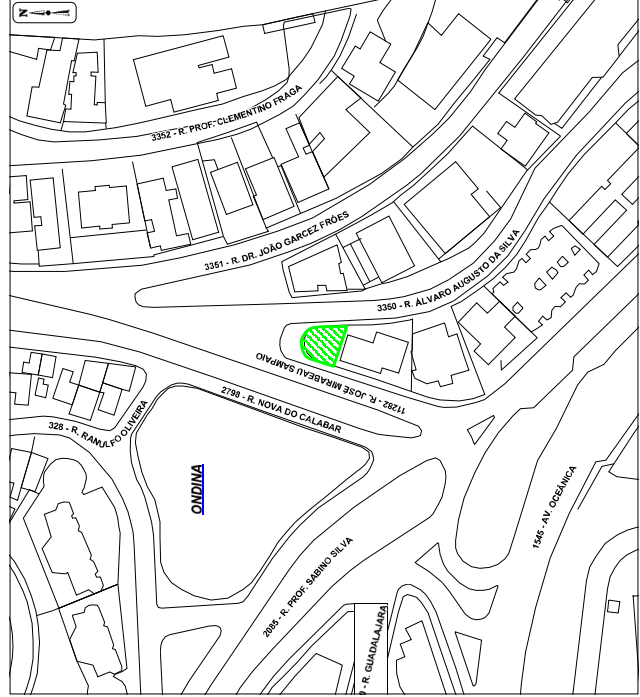 N
3352 - R. PROF. CLEMENTINO FRAGA
3351 - R. DR. JOÃO GARCEZ FRÓES
3350 - R. ÁLVARO AUGUSTO DA SILVA
11282 - R. JOSÉ MIRABEAU SAMPAIO
2798 - R. NOVA DO CALABAR
328 - R. RANULFO OLIVEIRA
ONDINA
1545 - AV. OCEÂNICA
2085 - R. PROF. SABINO SILVA
- R. GUADALAJARA